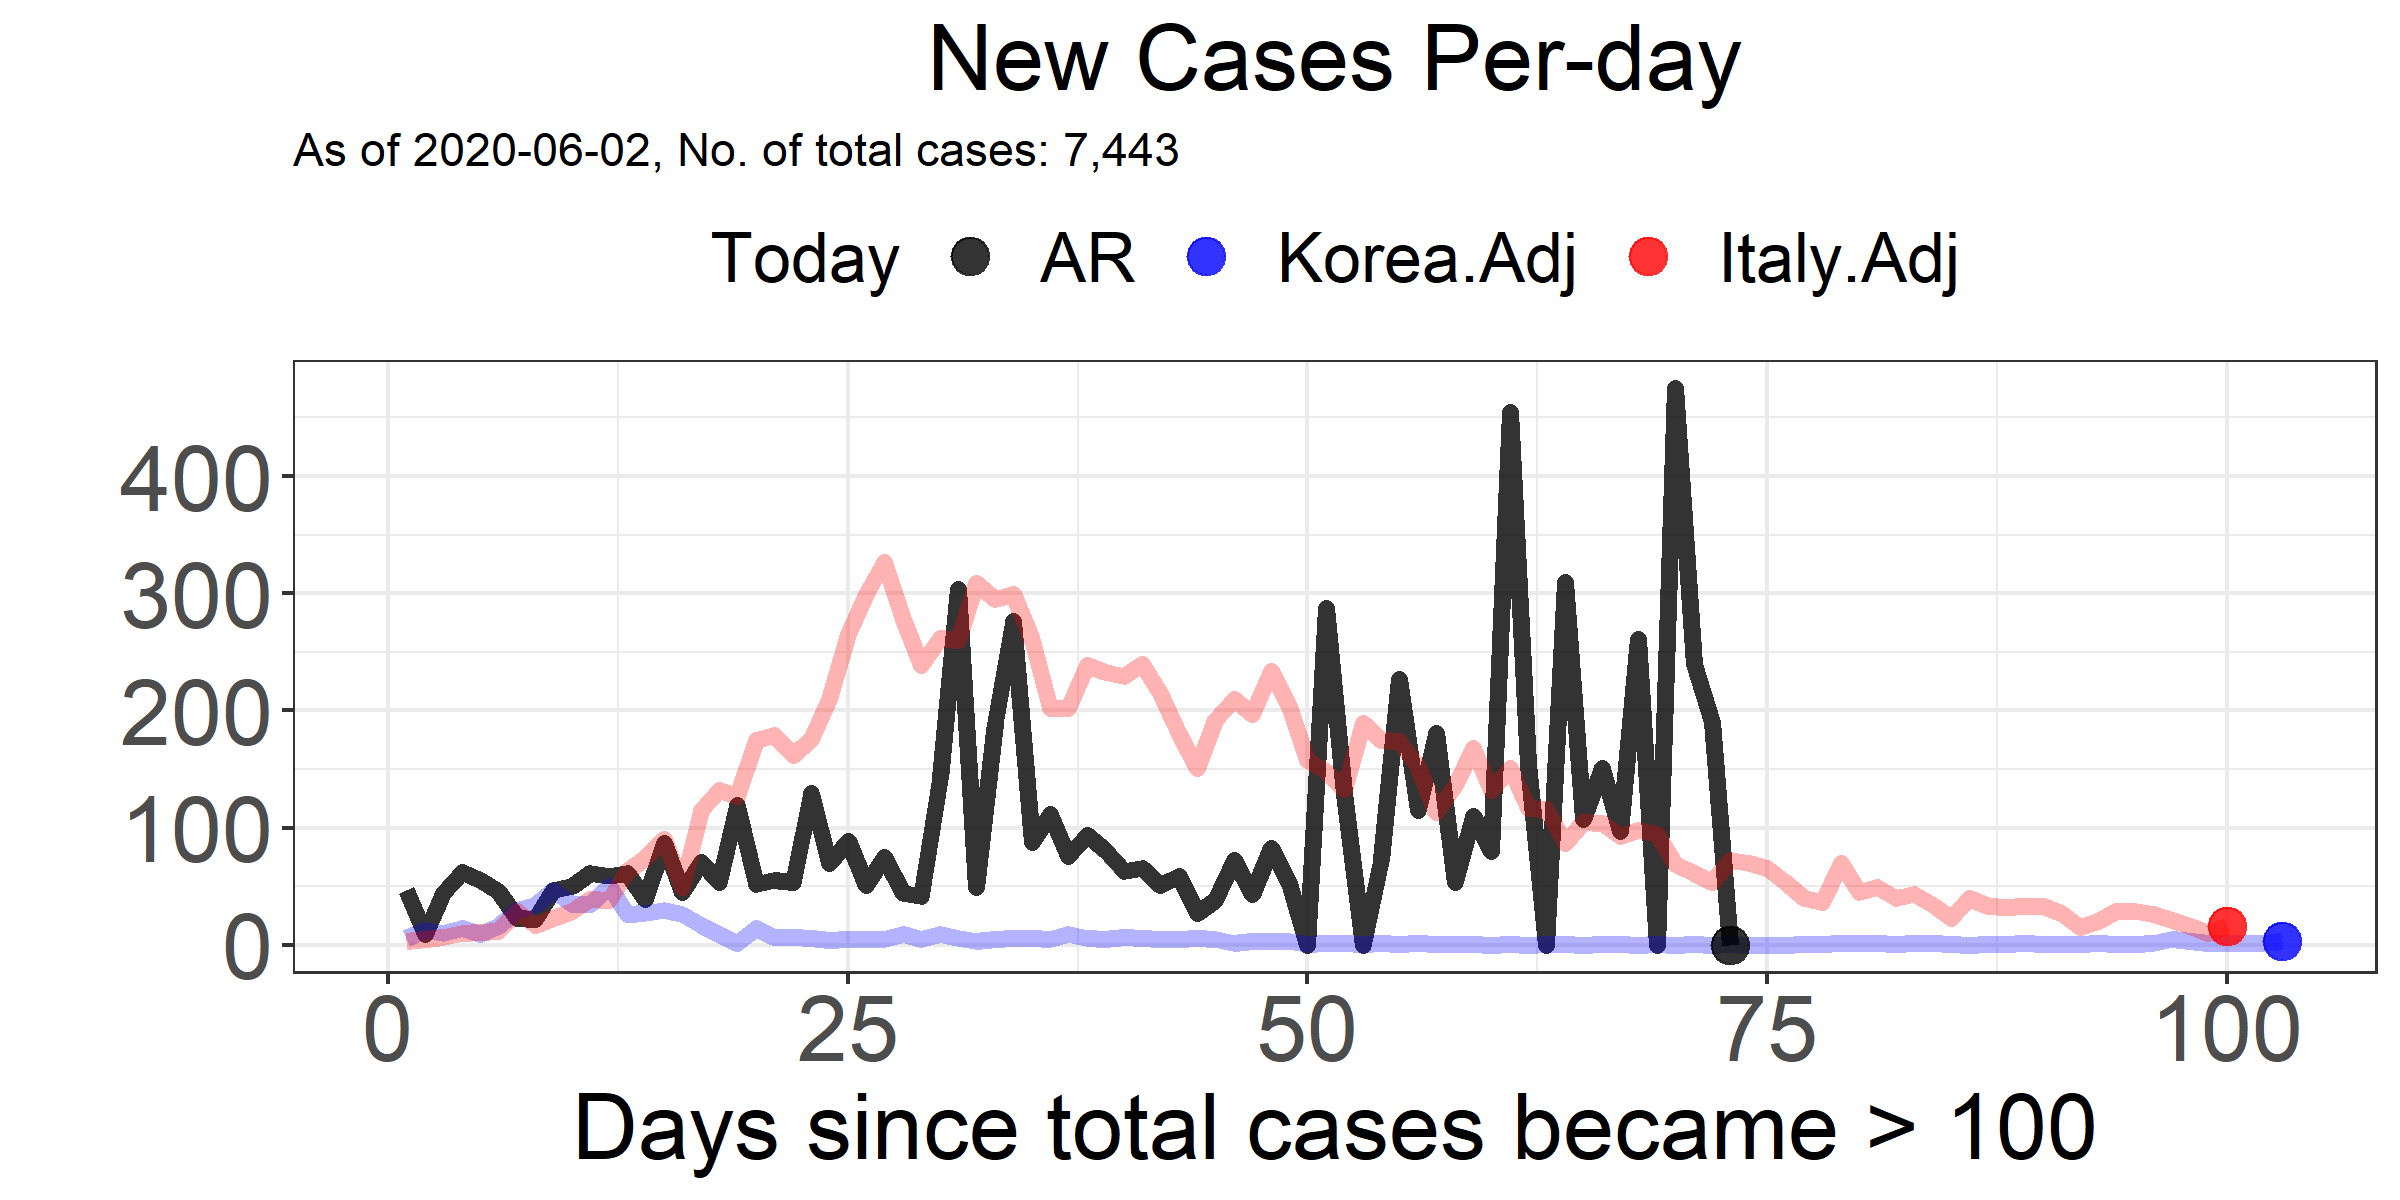 New Cases Per-day
As of 2020-06-02, No. of total cases: 7,443
Today AR Korea.Adj Italy.Adj
400
300
200
100
0
0 25 50 75 100
Days since total cases became > 100